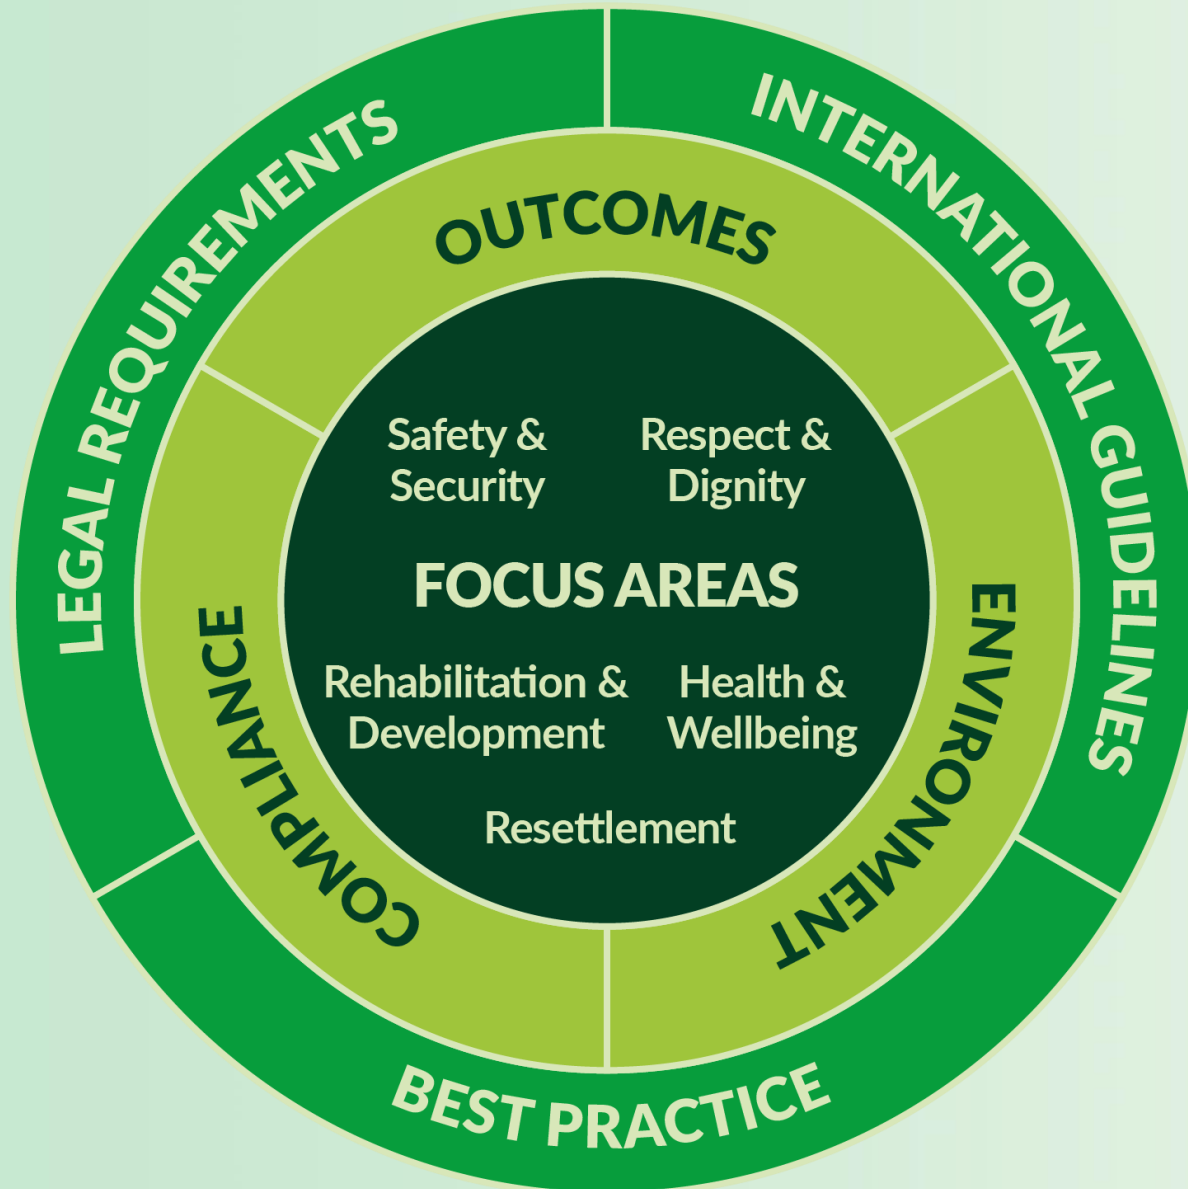 LEGAL REQUIREMENTS
INTERNATIONAL GUIDELINES
BEST PRACTICE
OUTCOMES
ENVIRONMENT
COMPLIANCE
Safety &
Security
Respect &
Dignity
FOCUS AREAS
Rehabilitation &
Development
Health &
Wellbeing
Resettlement